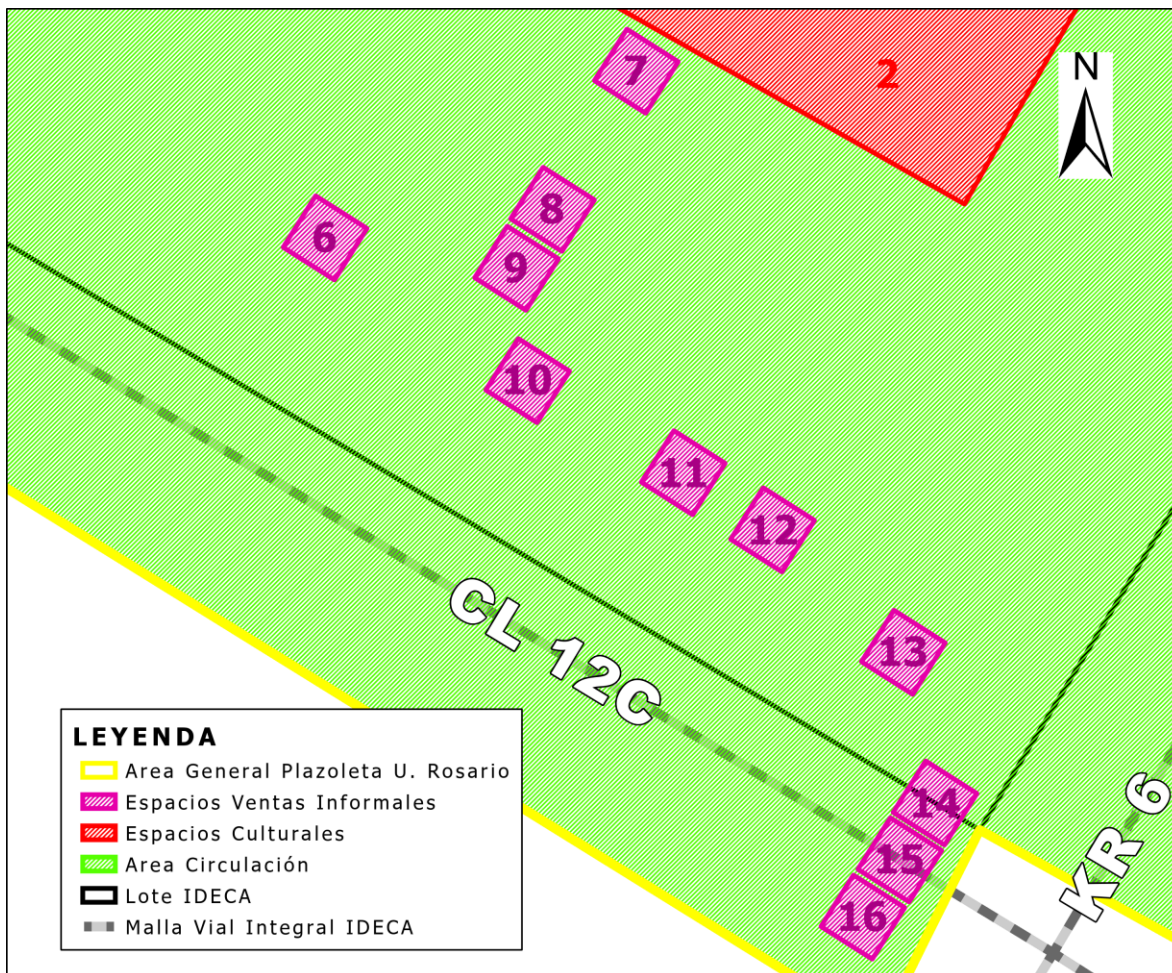 7
2
N
8
6
9
10
11
12
CL 12C
13
14
KR 6
15
16
LEYENDA
Area General Plazoleta U. Rosario
Espacios Ventas Informales
Espacios Culturales
Area Circulación
Lote IDECA
Malla Vial Integral IDECA